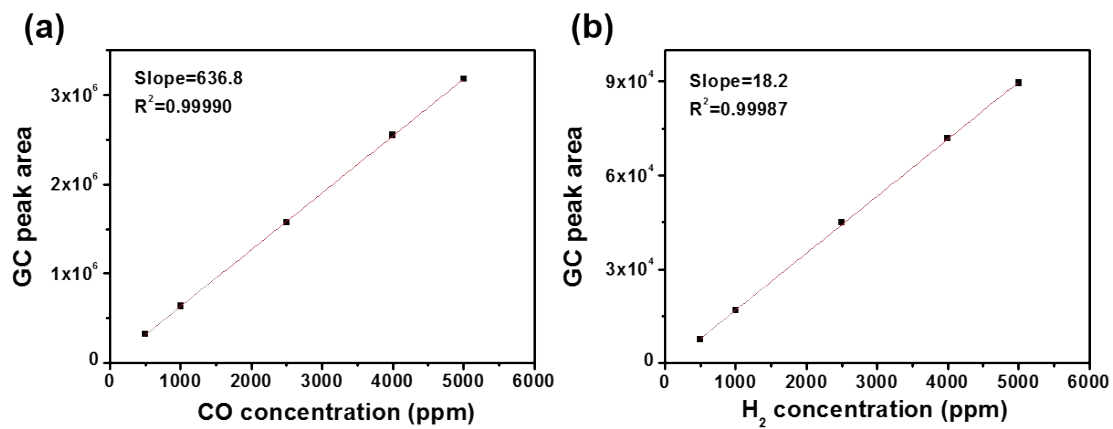 (a)
Slope=636.8
R²=0.99990
3x10⁶
2x10⁶
1x10⁶
0
GC peak area
0 1000 2000 3000 4000 5000 6000
CO concentration (ppm)
(b)
Slope=18.2
R²=0.99987
9x10⁴
6x10⁴
3x10⁴
0
GC peak area
0 1000 2000 3000 4000 5000 6000
H₂ concentration (ppm)